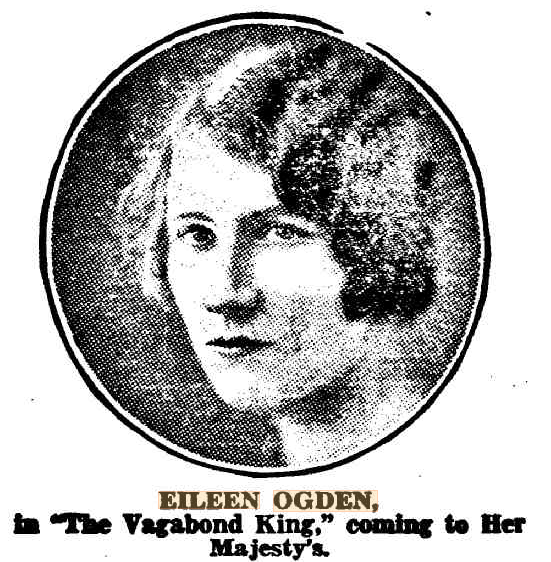 EILEEN OGDEN,
in "The Vagabond King," coming to Her
Majesty's.